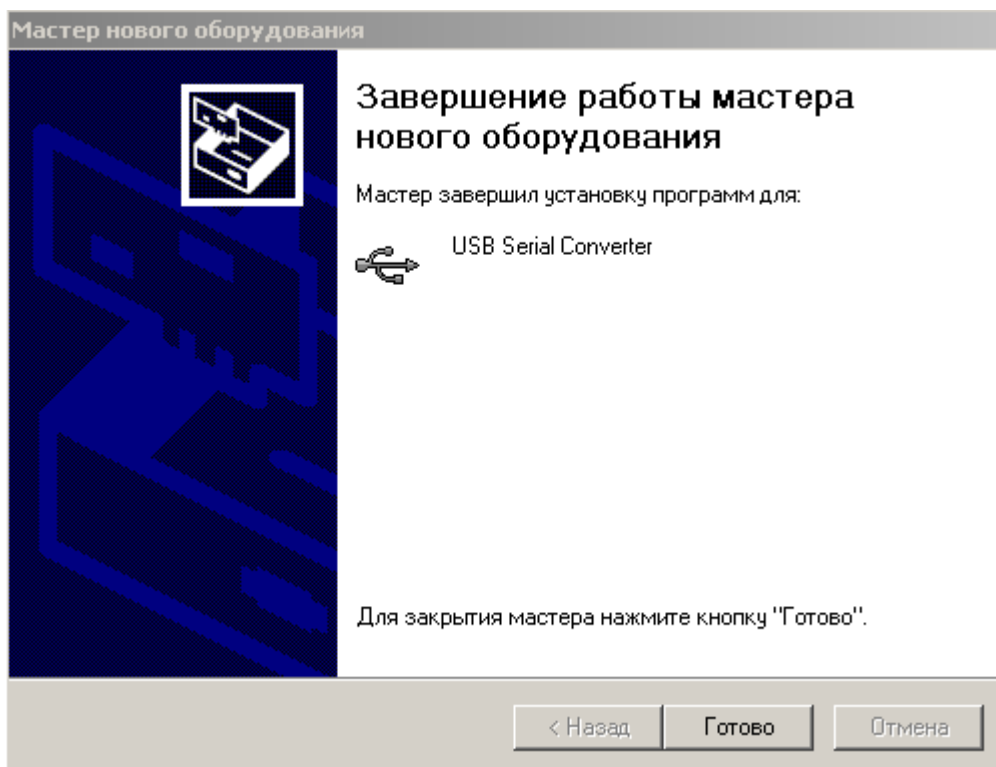 Мастер нового оборудования
Завершение работы мастера
нового оборудования
Мастер завершил установку программ для:
USB Serial Converter
Для закрытия мастера нажмите кнопку "Готово".
< Назад
Готово
Отмена